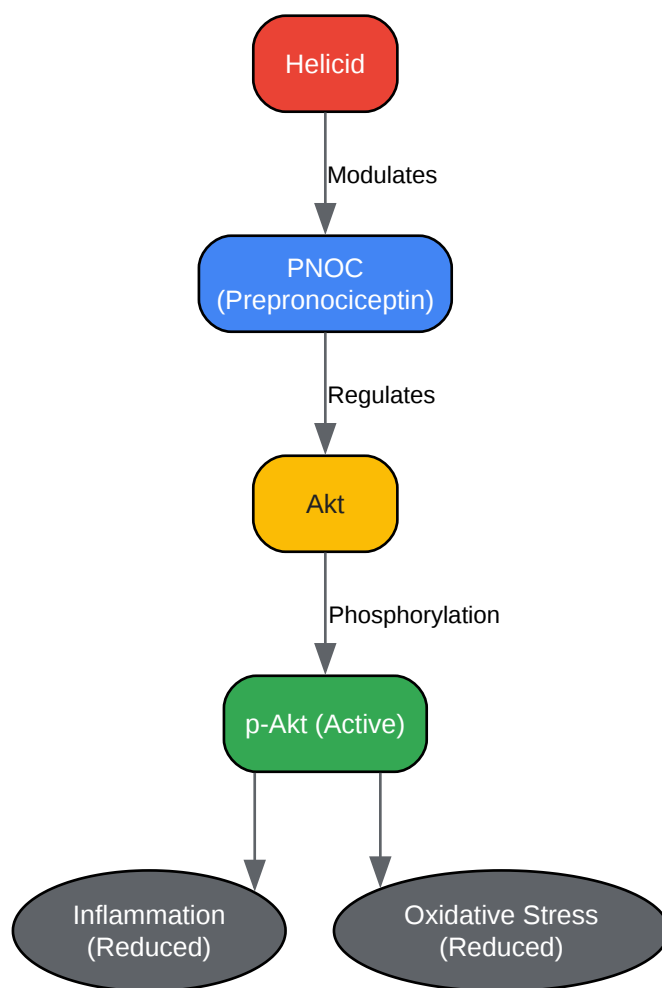 Helicid
Modulates
PNOC
(Prepronociceptin)
Regulates
Akt
Phosphorylation
p-Akt (Active)
Inflammation
(Reduced)
Oxidative Stress
(Reduced)